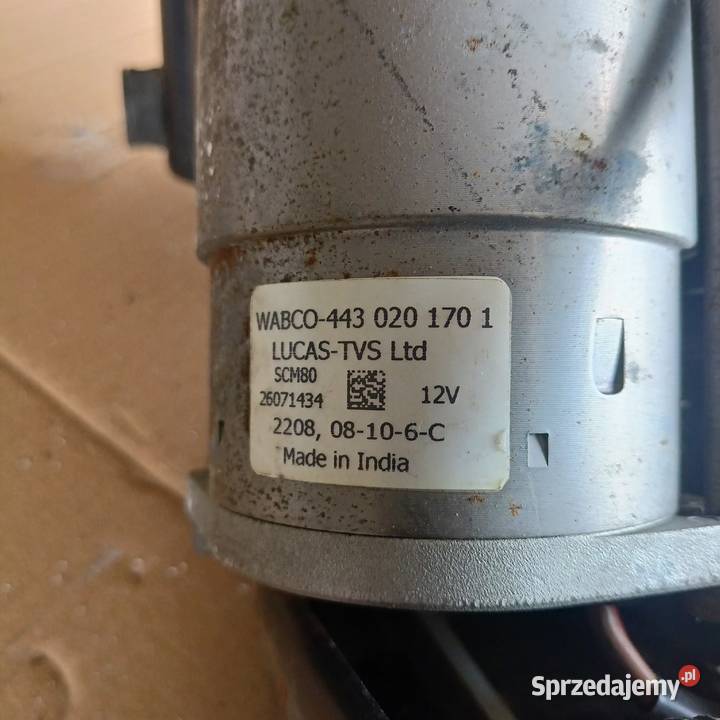 WABCO-443 020 170 1
LUCAS-TVS Ltd
SCM80
26071434
12V
2208, 08-10-6-C
Made in India
Sprzedajemy.pl